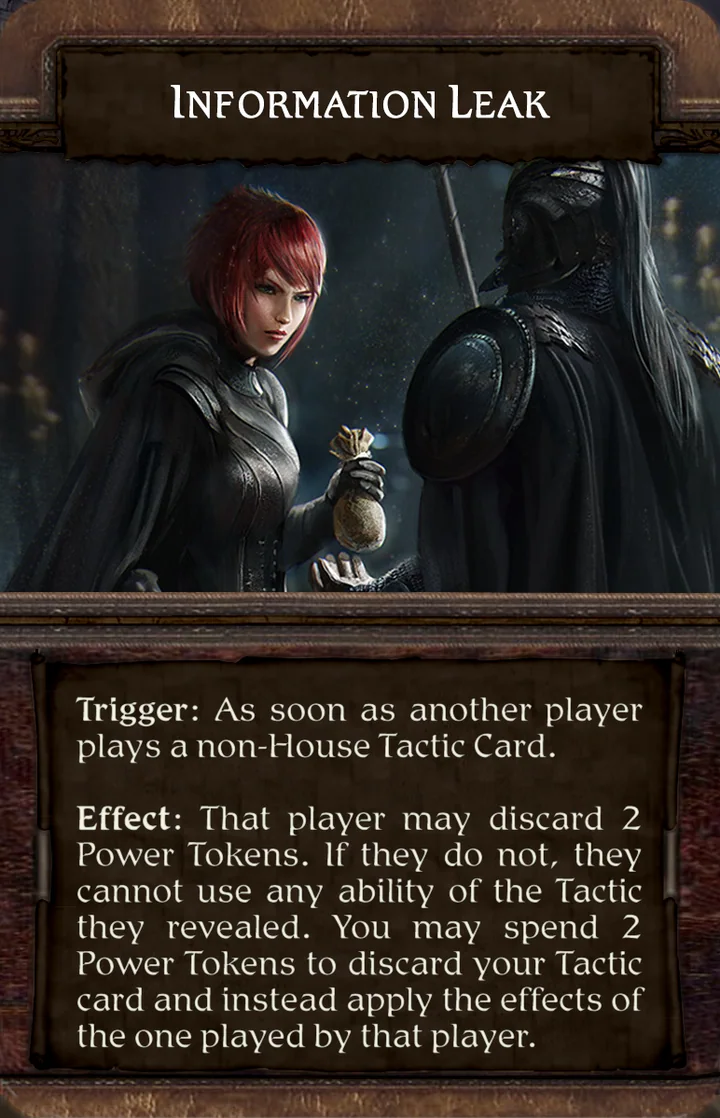 Information Leak
Trigger: As soon as another player
plays a non-House Tactic Card.
Effect: That player may discard 2
Power Tokens. If they do not, they
cannot use any ability of the Tactic
they revealed. You may spend 2
Power Tokens to discard your Tactic
card and instead apply the effects of
the one played by that player.